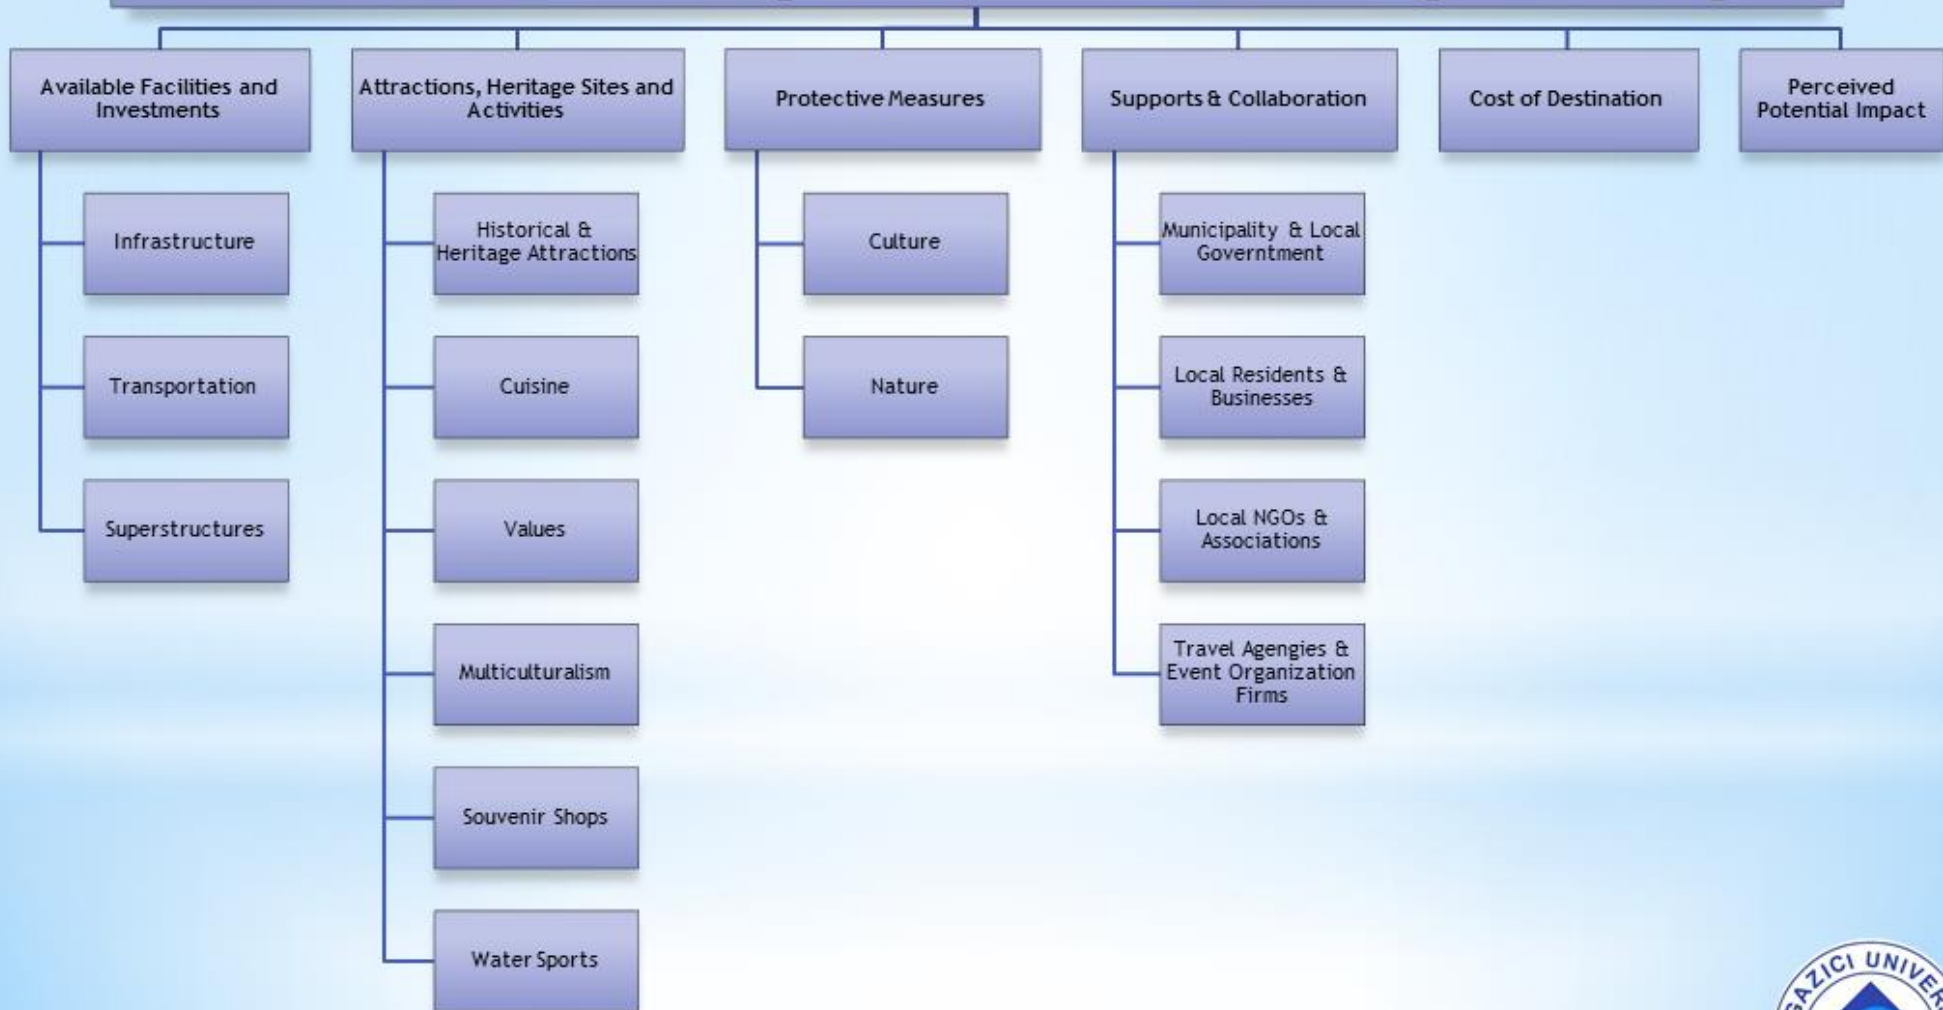 Available Facilities and
Investments
Attractions, Heritage Sites and
Activities
Protective Measures
Supports & Collaboration
Cost of Destination
Perceived
Potential Impact
Infrastructure
Transportation
Superstructures
Historical &
Heritage Attractions
Cuisine
Values
Multiculturalism
Souvenir Shops
Water Sports
Culture
Nature
Municipality & Local
Governtment
Local Residents &
Businesses
Local NGOs &
Associations
Travel Agengies &
Event Organization
Firms